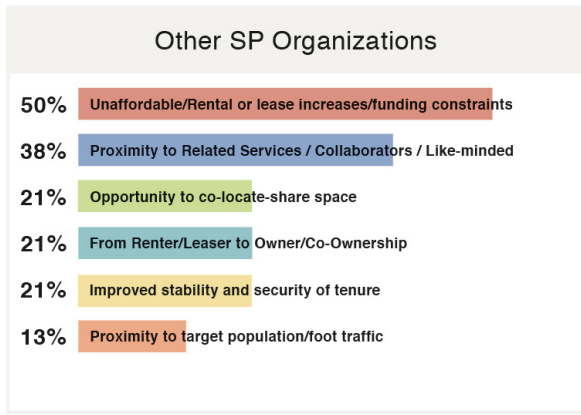 Other SP Organizations
50% Unaffordable/Rental or lease increases/funding constraints
38% Proximity to Related Services / Collaborators / Like-minded
21% Opportunity to co-locate-share space
21% From Renter/Leaser to Owner/Co-Ownership
21% Improved stability and security of tenure
13% Proximity to target population/foot traffic